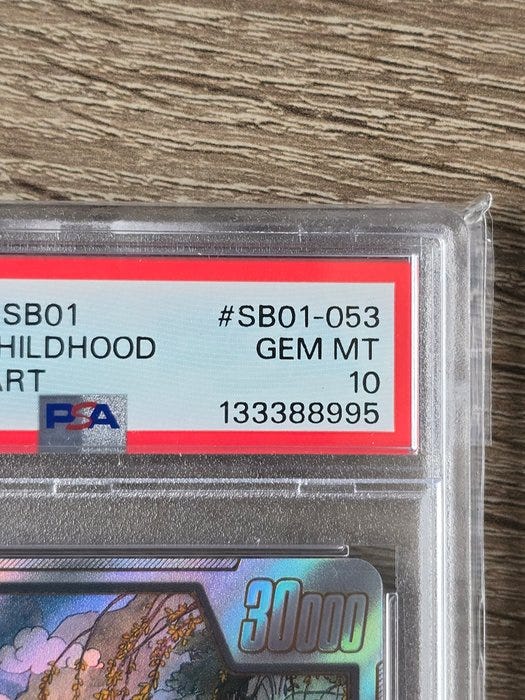 SB01 #SB01-053
HILDHOOD GEM MT
ART 10
PSA 133388995
30000